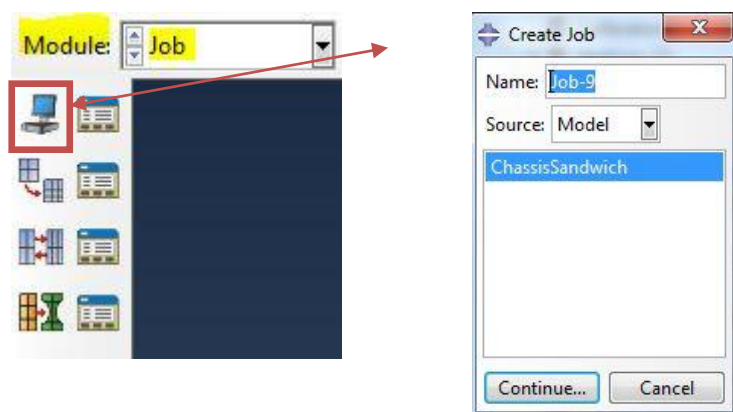 Module: Job
Create Job
Name: Job-9
Source: Model
ChassisSandwich
Continue... Cancel